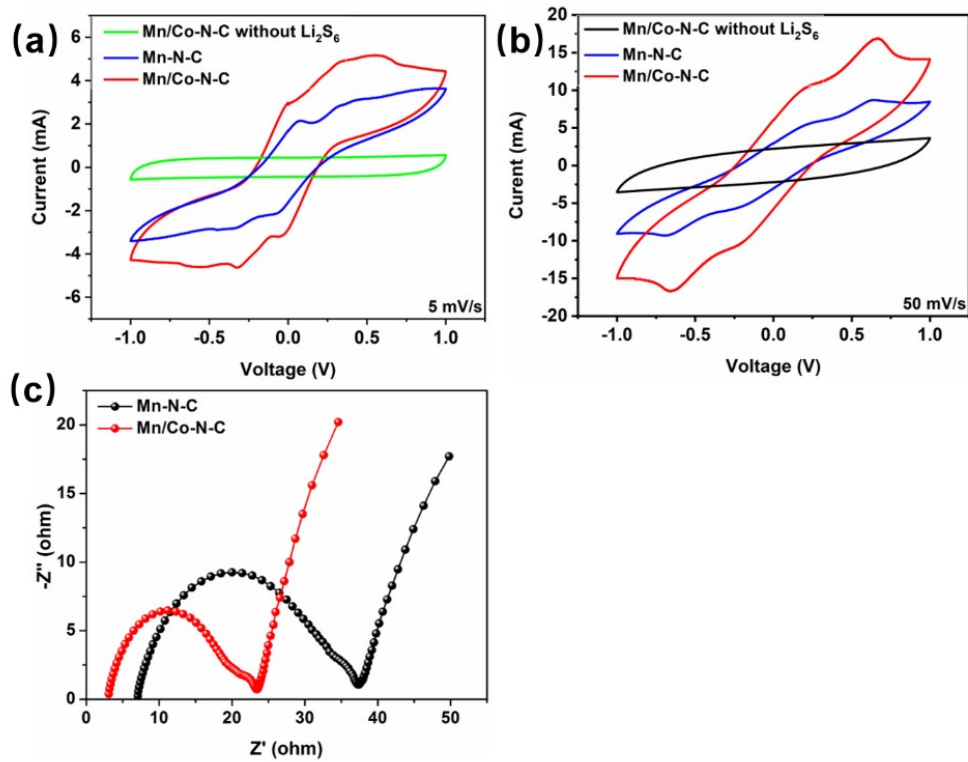 (a)
Mn/Co-N-C without Li₂S₆
Mn-N-C
Mn/Co-N-C
6
4
2
0
-2
-4
-6
Current (mA)
5 mV/s
-1.0 -0.5 0.0 0.5 1.0
Voltage (V)
(b)
Mn/Co-N-C without Li₂S₆
Mn-N-C
Mn/Co-N-C
20
15
10
5
0
-5
-10
-15
-20
Current (mA)
50 mV/s
-1.0 -0.5 0.0 0.5 1.0
Voltage (V)
(c)
Mn-N-C
Mn/Co-N-C
20
15
10
5
0
-Z'' (ohm)
0 10 20 30 40 50
Z' (ohm)